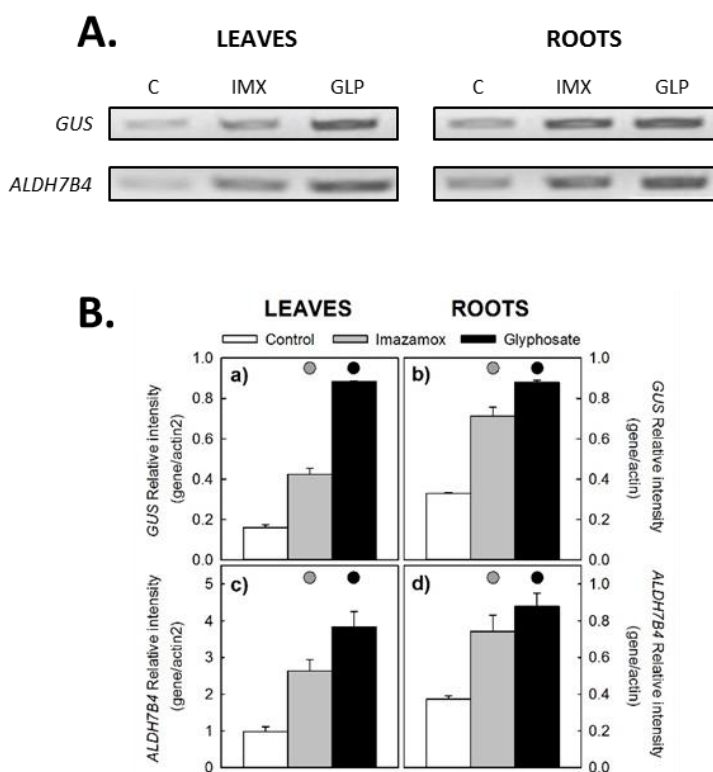 A.
LEAVES ROOTS
C IMX GLP C IMX GLP
GUS
ALDH7B4
B.
LEAVES ROOTS
Control Imazamox Glyphosate
a) b)
1.0 1.0
0.8 0.8
0.6 0.6
0.4 0.4
0.2 0.2
0.0 0.0
GUS Relative intensity
(gene/actin2)
GUS Relative intensity
(gene/actin)
c) d)
5 1.0
4 0.8
3 0.6
2 0.4
1 0.2
0 0.0
ALDH7B4 Relative intensity
(gene/actin2)
ALDH7B4 Relative intensity
(gene/actin)